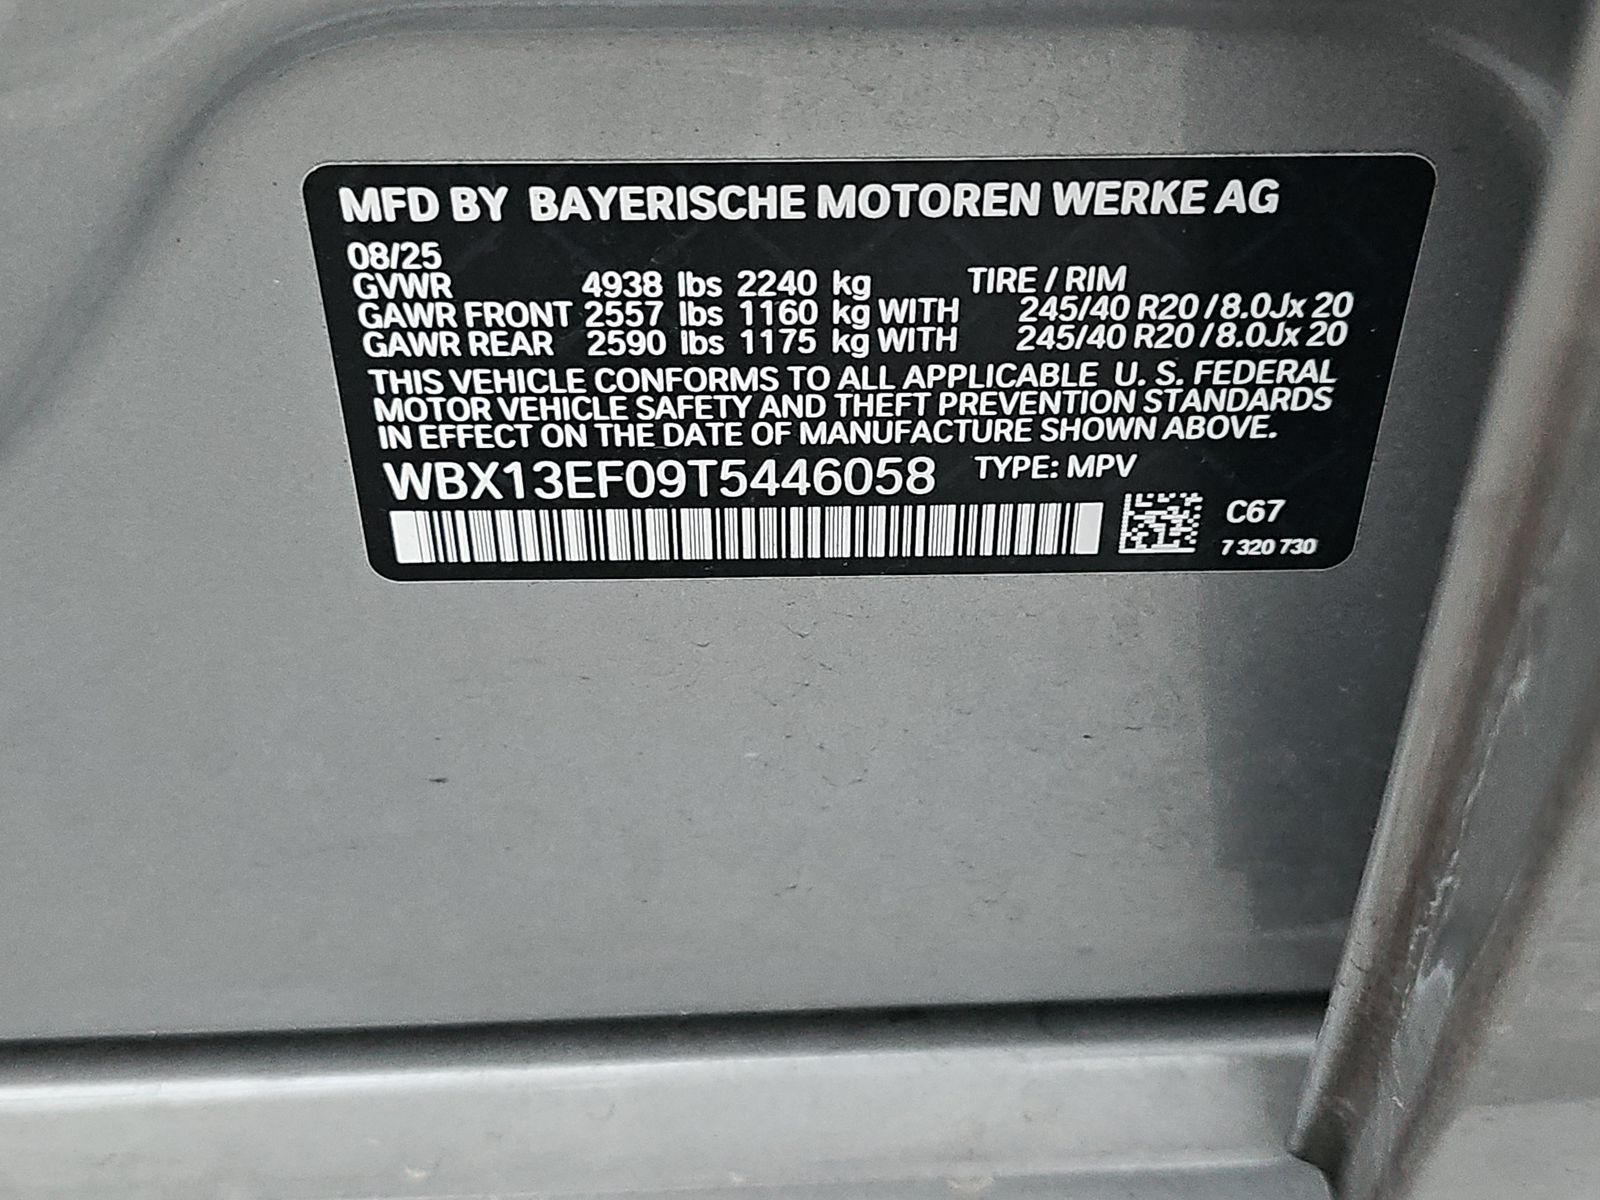 MFD BY BAYERISCHE MOTOREN WERKE AG
08/25
GVWR 4938 lbs 2240 kg TIRE / RIM
GAWR FRONT 2557 lbs 1160 kg WITH 245/40 R20 / 8.0Jx 20
GAWR REAR 2590 lbs 1175 kg WITH 245/40 R20 / 8.0Jx 20
THIS VEHICLE CONFORMS TO ALL APPLICABLE U. S. FEDERAL
MOTOR VEHICLE SAFETY AND THEFT PREVENTION STANDARDS
IN EFFECT ON THE DATE OF MANUFACTURE SHOWN ABOVE.
WBX13EF09T5446058 TYPE: MPV
C67
7 320 730